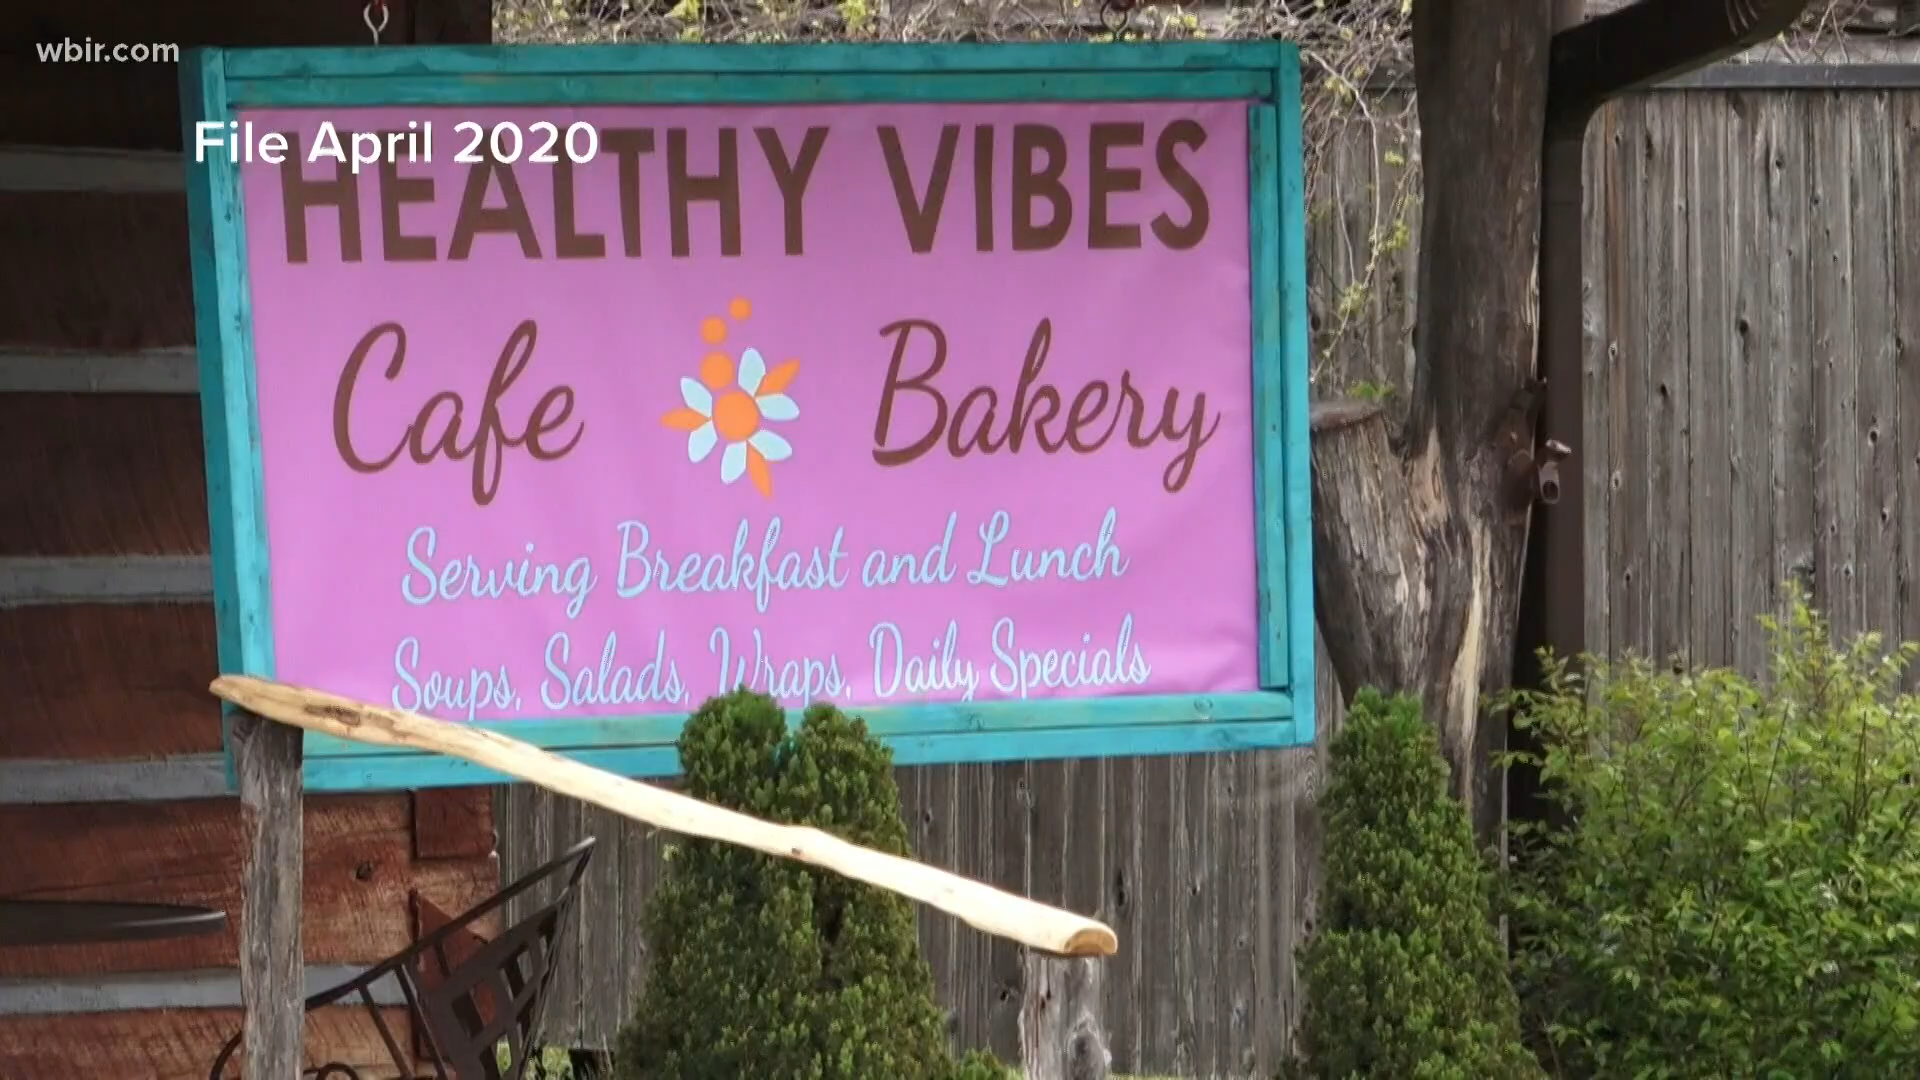 wbir.com
File April 2020
HEALTHY VIBES
Cafe Bakery
Serving Breakfast and Lunch
Soups, Salads, Wraps, Daily Specials